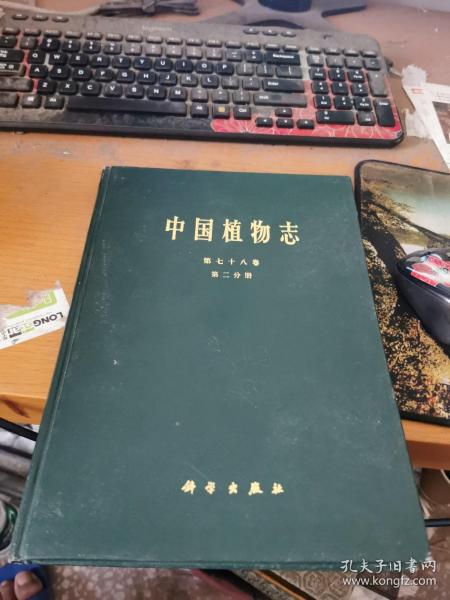 中国植物志
第七十八卷
第二分册
科学出版社
LONG
孔夫子旧书网
www.kongfz.com